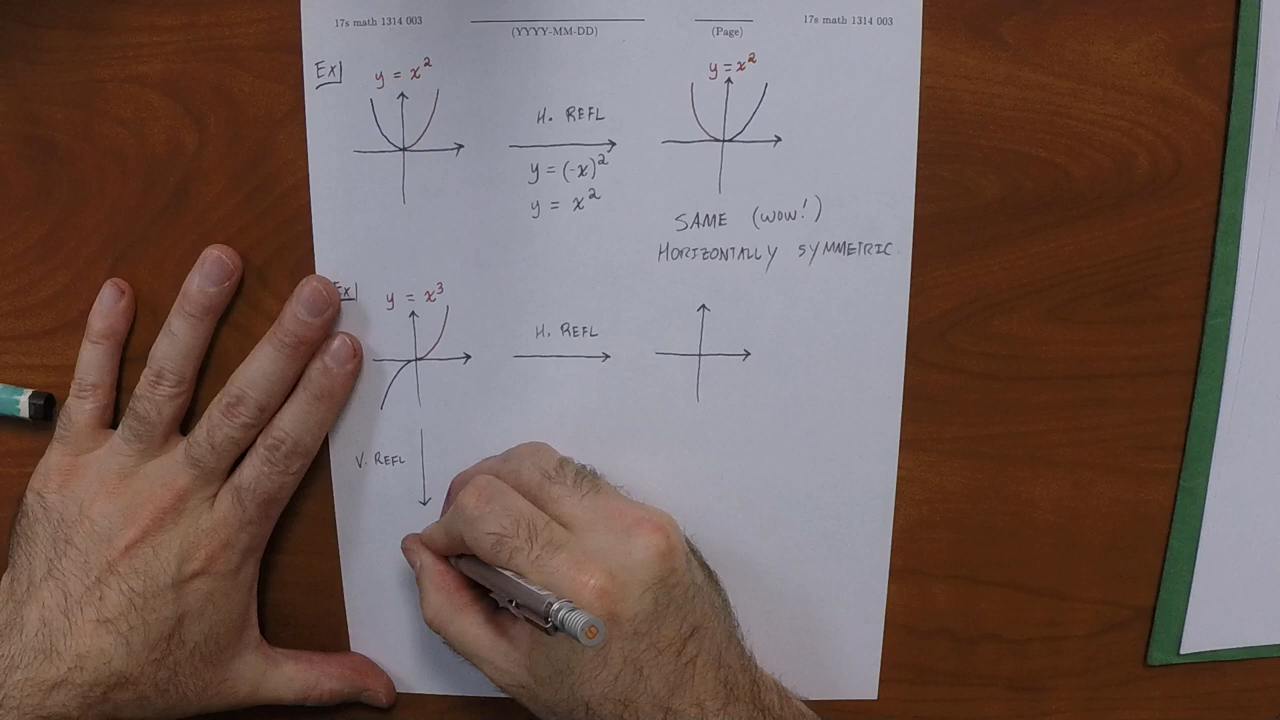 17s math 1314 003
(YYYY-MM-DD)
(Page)
17s math 1314 003
Ex
y = x²
H. REFL
y = (-x)²
y = x²
y = x²
SAME (WOW!)
HORIZONTALLY SYMMETRIC
Ex
y = x³
H. REFL
V. REFL